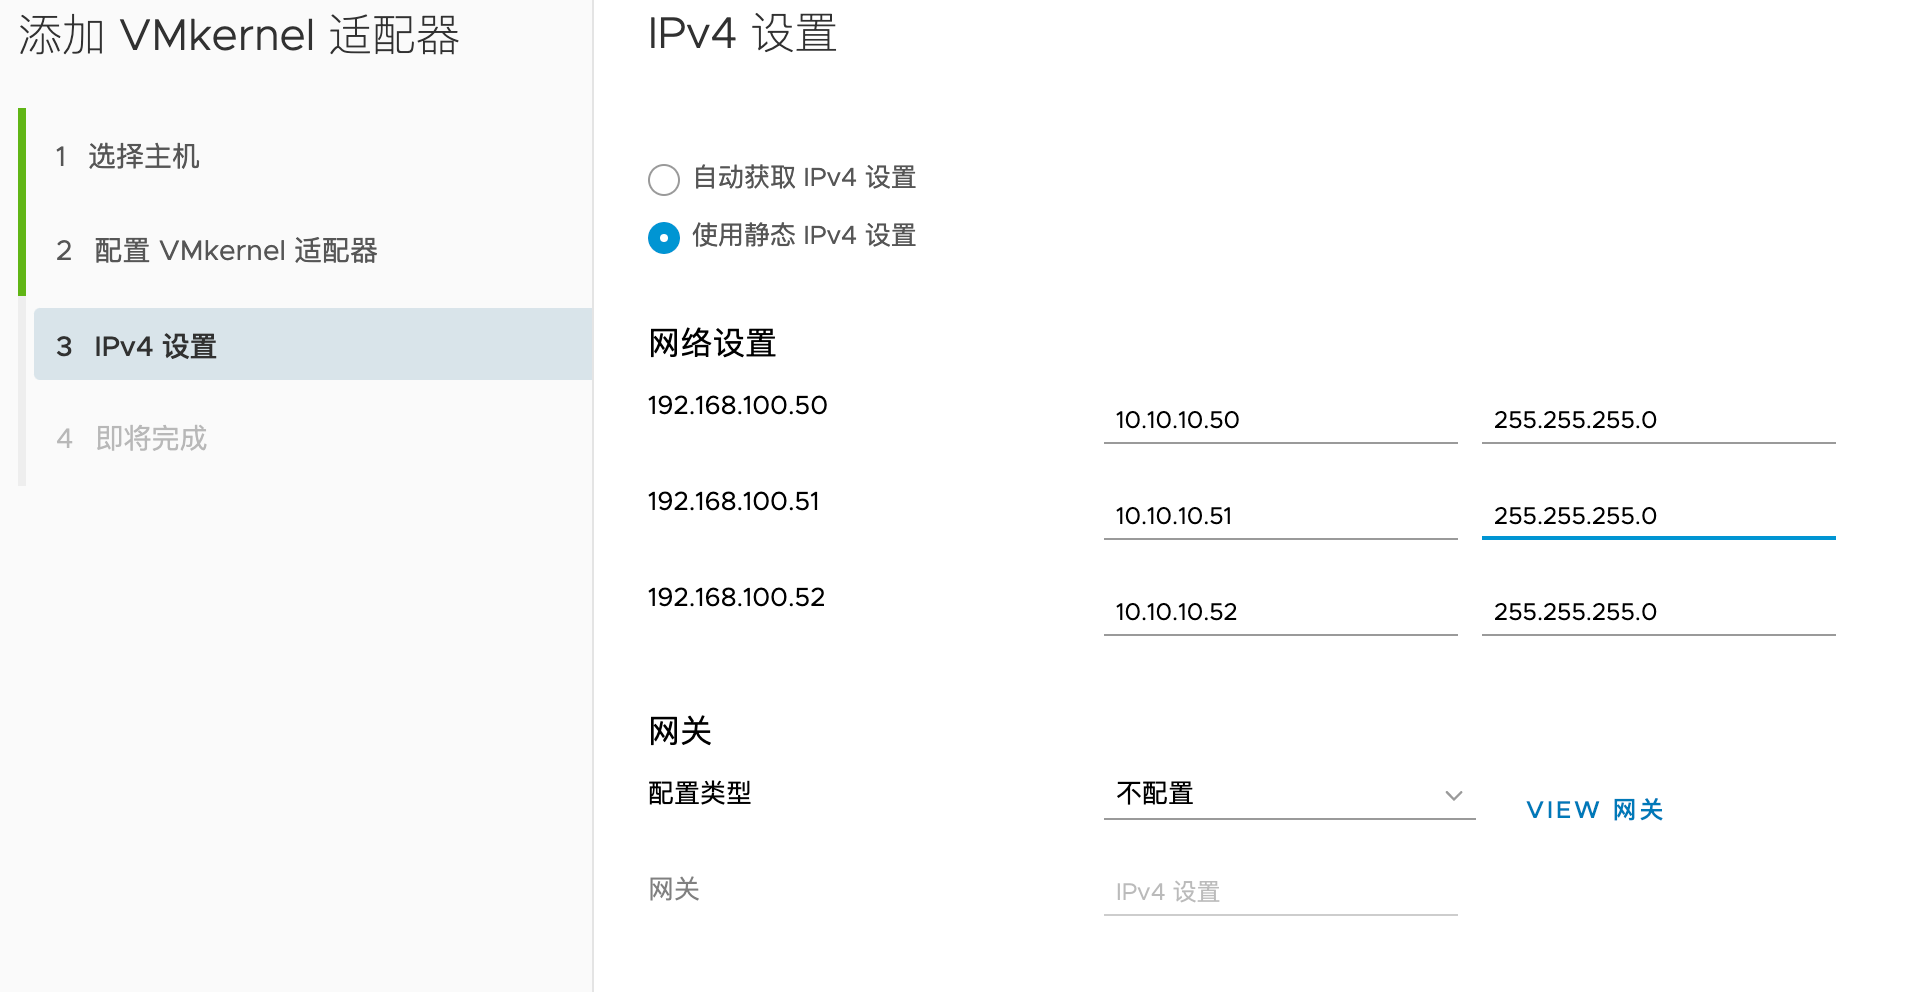 添加 VMkernel 适配器
1 选择主机
2 配置 VMkernel 适配器
3 IPv4 设置
4 即将完成
IPv4 设置
自动获取 IPv4 设置
使用静态 IPv4 设置
网络设置
192.168.100.50 10.10.10.50 255.255.255.0
192.168.100.51 10.10.10.51 255.255.255.0
192.168.100.52 10.10.10.52 255.255.255.0
网关
配置类型 不配置 VIEW 网关
网关 IPv4 设置